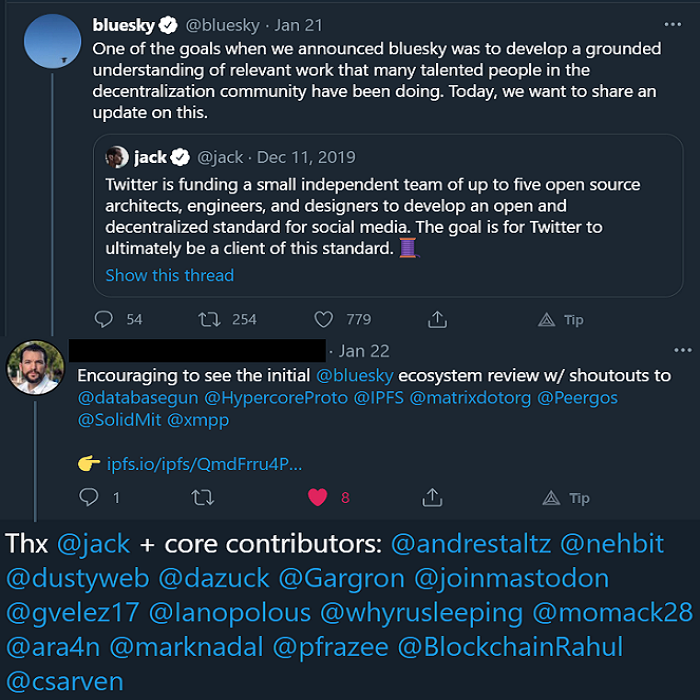 bluesky @bluesky · Jan 21
One of the goals when we announced bluesky was to develop a grounded
understanding of relevant work that many talented people in the
decentralization community have been doing. Today, we want to share an
update on this.
jack @jack · Dec 11, 2019
Twitter is funding a small independent team of up to five open source
architects, engineers, and designers to develop an open and
decentralized standard for social media. The goal is for Twitter to
ultimately be a client of this standard.
Show this thread
54 254 779 Tip
· Jan 22
Encouraging to see the initial @bluesky ecosystem review w/ shoutouts to
@databasegun @HypercoreProto @IPFS @matrixdotorg @Peergos
@SolidMit @xmpp
👉 ipfs.io/ipfs/QmdFrru4P...
1 8 Tip
Thx @jack + core contributors: @andrestaltz @nehbit
@dustyweb @dazuck @Gargron @joinmastodon
@gvelez17 @lanopolous @whyrusleeping @momack28
@ara4n @marknadal @pfrazee @BlockchainRahul
@csarven